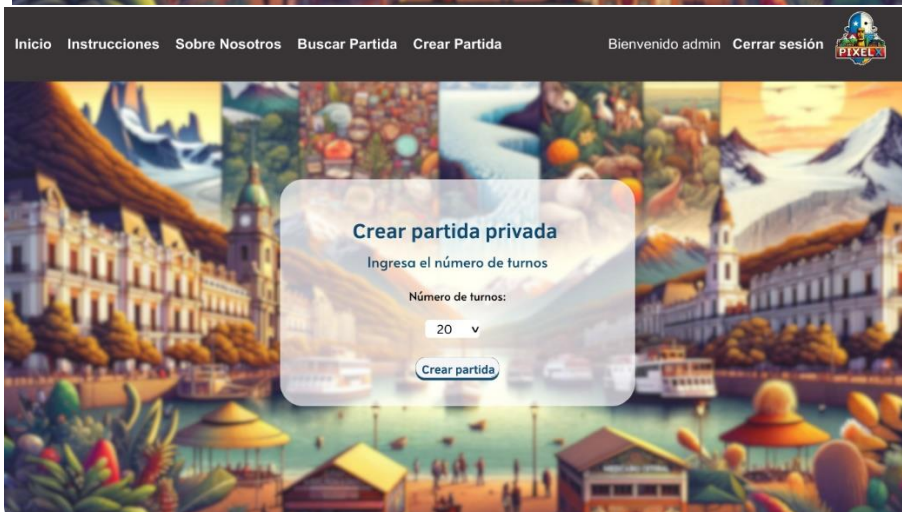 Inicio Instrucciones Sobre Nosotros Buscar Partida Crear Partida Bienvenido admin Cerrar sesión
PIXELX
Crear partida privada
Ingresa el número de turnos
Número de turnos:
20
Crear partida